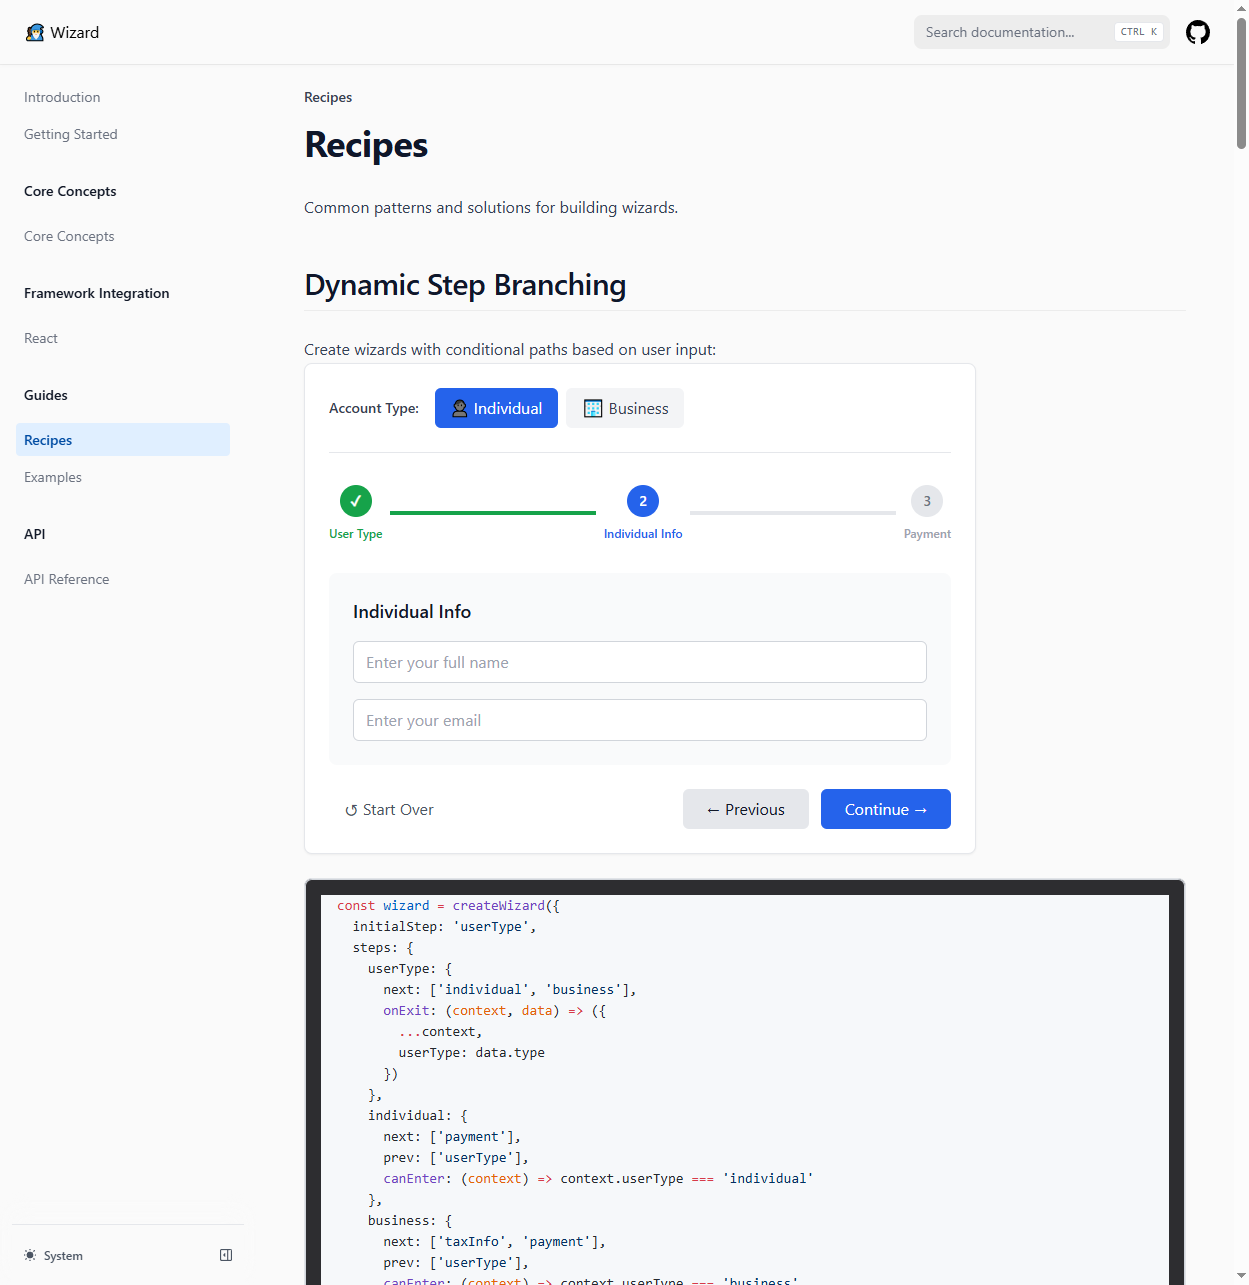 Wizard
Search documentation...
CTRL K
Introduction
Getting Started
Core Concepts
Core Concepts
Framework Integration
React
Guides
Recipes
Examples
API
API Reference
System
Recipes
Recipes
Common patterns and solutions for building wizards.
Dynamic Step Branching
Create wizards with conditional paths based on user input:
Account Type:
Individual
Business
✓
2
3
User Type
Individual Info
Payment
Individual Info
Enter your full name
Enter your email
↺ Start Over
← Previous
Continue →
const wizard = createWizard({
  initialStep: 'userType',
  steps: {
    userType: {
      next: ['individual', 'business'],
      onExit: (context, data) => ({
        ...context,
        userType: data.type
      })
    },
    individual: {
      next: ['payment'],
      prev: ['userType'],
      canEnter: (context) => context.userType === 'individual'
    },
    business: {
      next: ['taxInfo', 'payment'],
      prev: ['userType'],
      canEnter: (context) => context.userType === 'business'